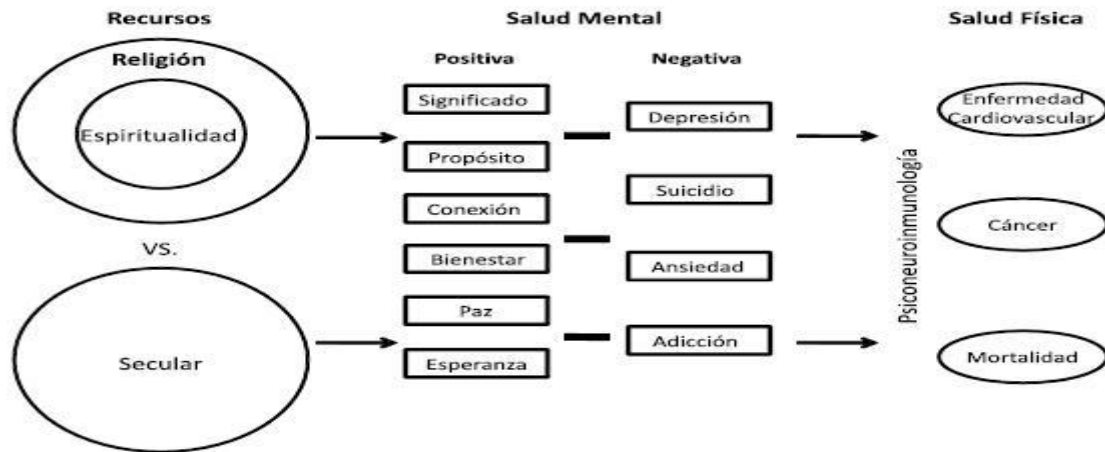 Recursos
Salud Mental
Salud Física
Religión
Espiritualidad
VS.
Secular
Positiva
Significado
Propósito
Conexión
Bienestar
Paz
Esperanza
Negativa
Depresión
Suicidio
Ansiedad
Adicción
Psiconeuroinmunología
Enfermedad
Cardiovascular
Cáncer
Mortalidad